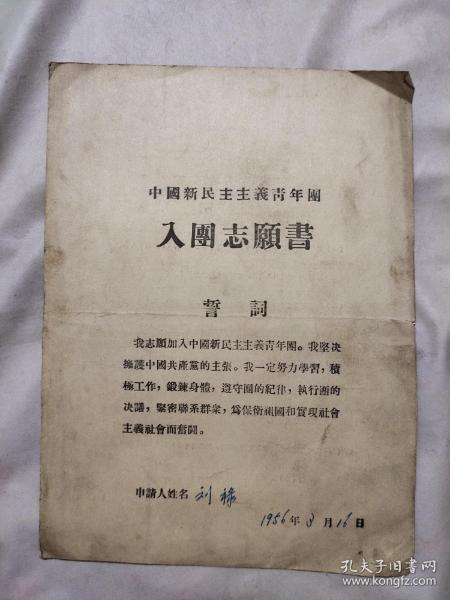 中國新民主主義靑年團
入團志願書
誓詞
我志願加入中國新民主主義靑年團。我堅决
擁護中國共產黨的主張。我一定努力學習，積
極工作，鍛鍊身體，遵守團的紀律，執行團的
决議，緊密聯系群衆，爲保衛祖國和實現社會
主義社會而奮鬪。
申請人姓名 刘
1956年8月16日
孔夫子旧书网
www.kongfz.com